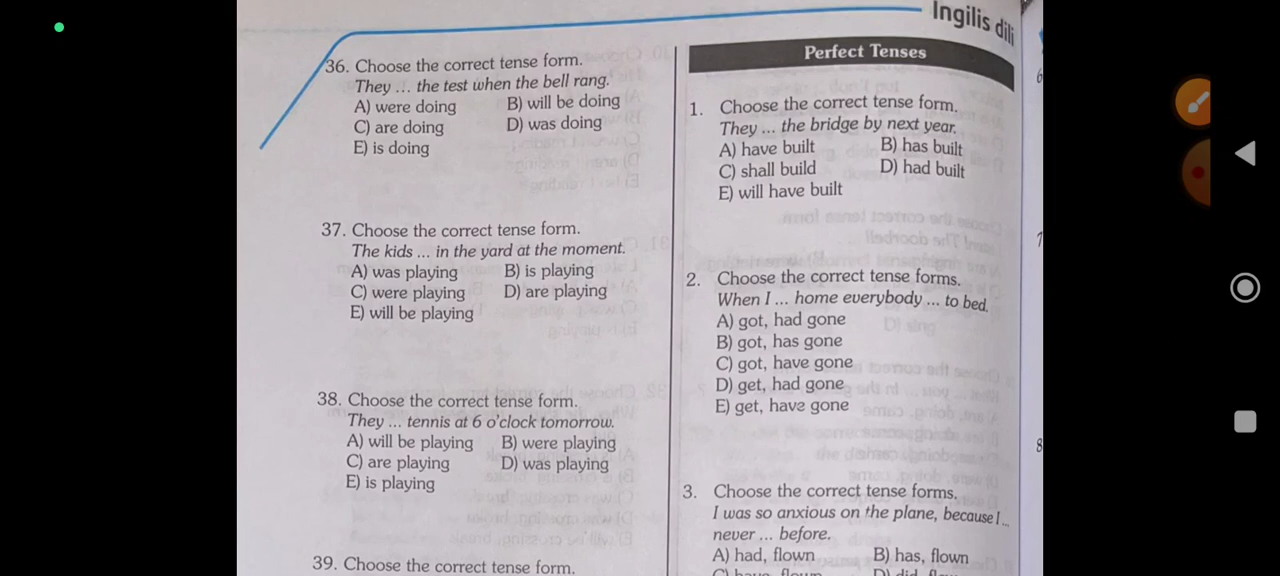 Ingilis dili
36. Choose the correct tense form.
They ... the test when the bell rang.
A) were doing B) will be doing
C) are doing D) was doing
E) is doing
37. Choose the correct tense form.
The kids ... in the yard at the moment.
A) was playing B) is playing
C) were playing D) are playing
E) will be playing
38. Choose the correct tense form.
They ... tennis at 6 o'clock tomorrow.
A) will be playing B) were playing
C) are playing D) was playing
E) is playing
39. Choose the correct tense form.
Perfect Tenses
1. Choose the correct tense form.
They ... the bridge by next year.
A) have built B) has built
C) shall build D) had built
E) will have built
2. Choose the correct tense forms.
When I ... home everybody ... to bed.
A) got, had gone
B) got, has gone
C) got, have gone
D) get, had gone
E) get, have gone
3. Choose the correct tense forms.
I was so anxious on the plane, because I ...
never ... before.
A) had, flown B) has, flown
C) have, flown D) did,
6
8